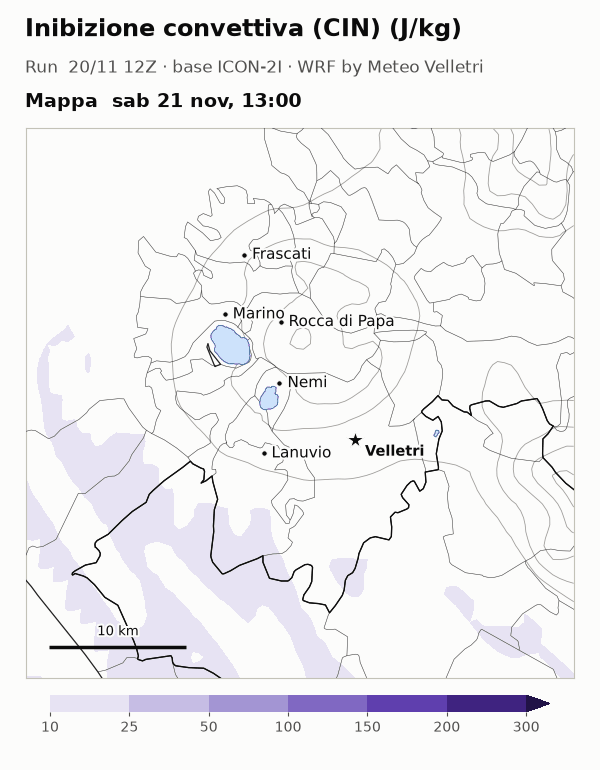 Inibizione convettiva (CIN) (J/kg)
Run  20/11 12Z · base ICON-2I · WRF by Meteo Velletri
Mappa  sab 21 nov, 13:00
Frascati
Marino
Rocca di Papa
Nemi
Velletri
Lanuvio
10 km
10 25 50 100 150 200 300